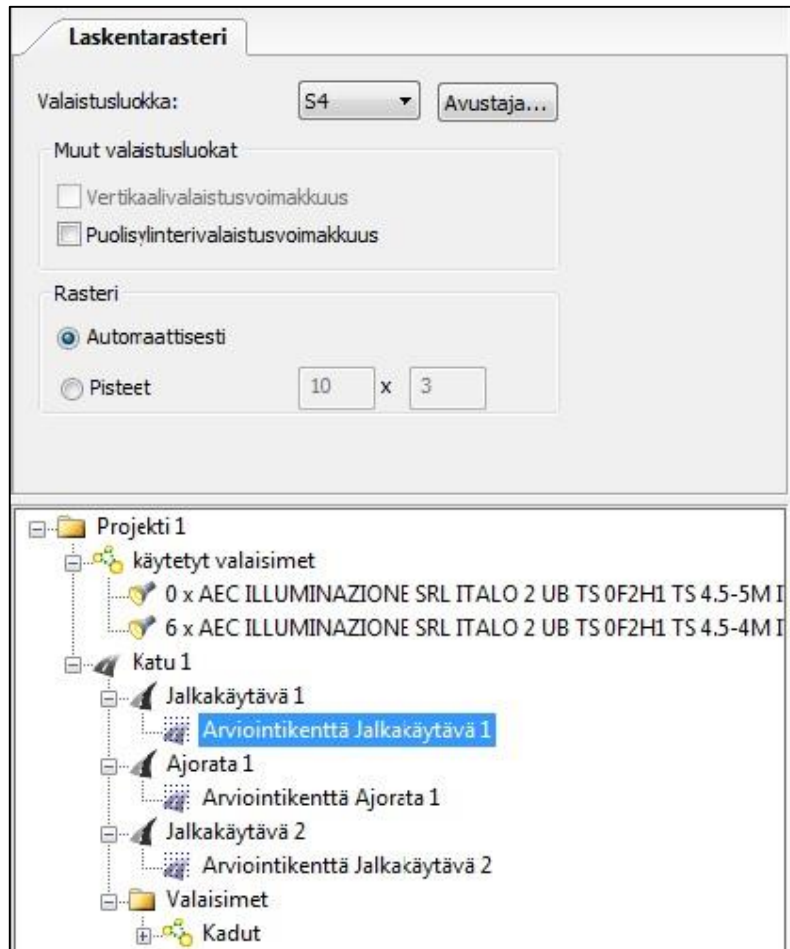 Laskentarasteri
Valaistusluokka: S4 Avustaja...
Muut valaistusluokat
Vertikaalivalaistusvoimakkuus
Puolisylinterivalaistusvoimakkuus
Rasteri
Automaattisesti
Pisteet 10 x 3
Projekti 1
käytetyt valaisimet
0 x AEC ILLUMINAZIONE SRL ITALO 2 UB TS 0F2H1 TS 4.5-5M I
6 x AEC ILLUMINAZIONE SRL ITALO 2 UB TS 0F2H1 TS 4.5-4M I
Katu 1
Jalkakäytävä 1
Arviointikenttä Jalkakäytävä 1
Ajorata 1
Arviointikenttä Ajorata 1
Jalkakäytävä 2
Arviointikenttä Jalkakäytävä 2
Valaisimet
Kadut